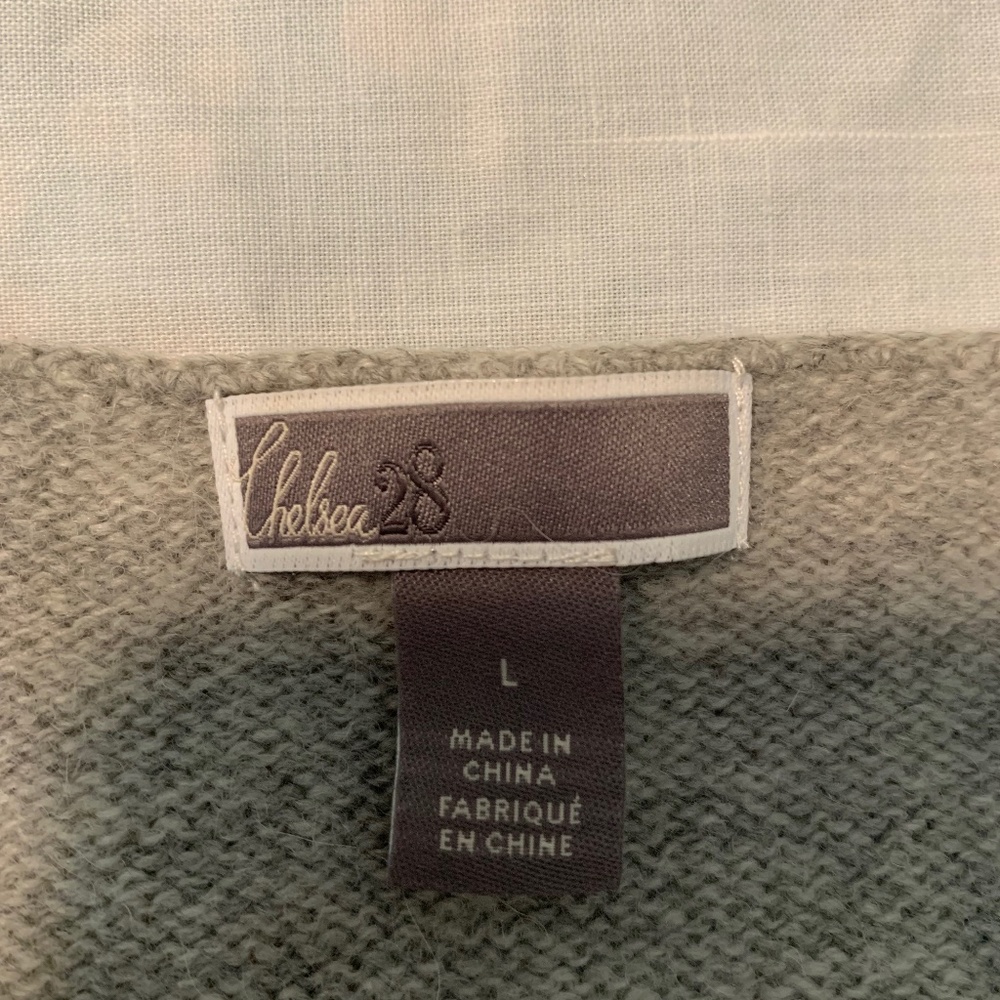 Chelsea28
L
MADE IN
CHINA
FABRIQUÉ
EN CHINE